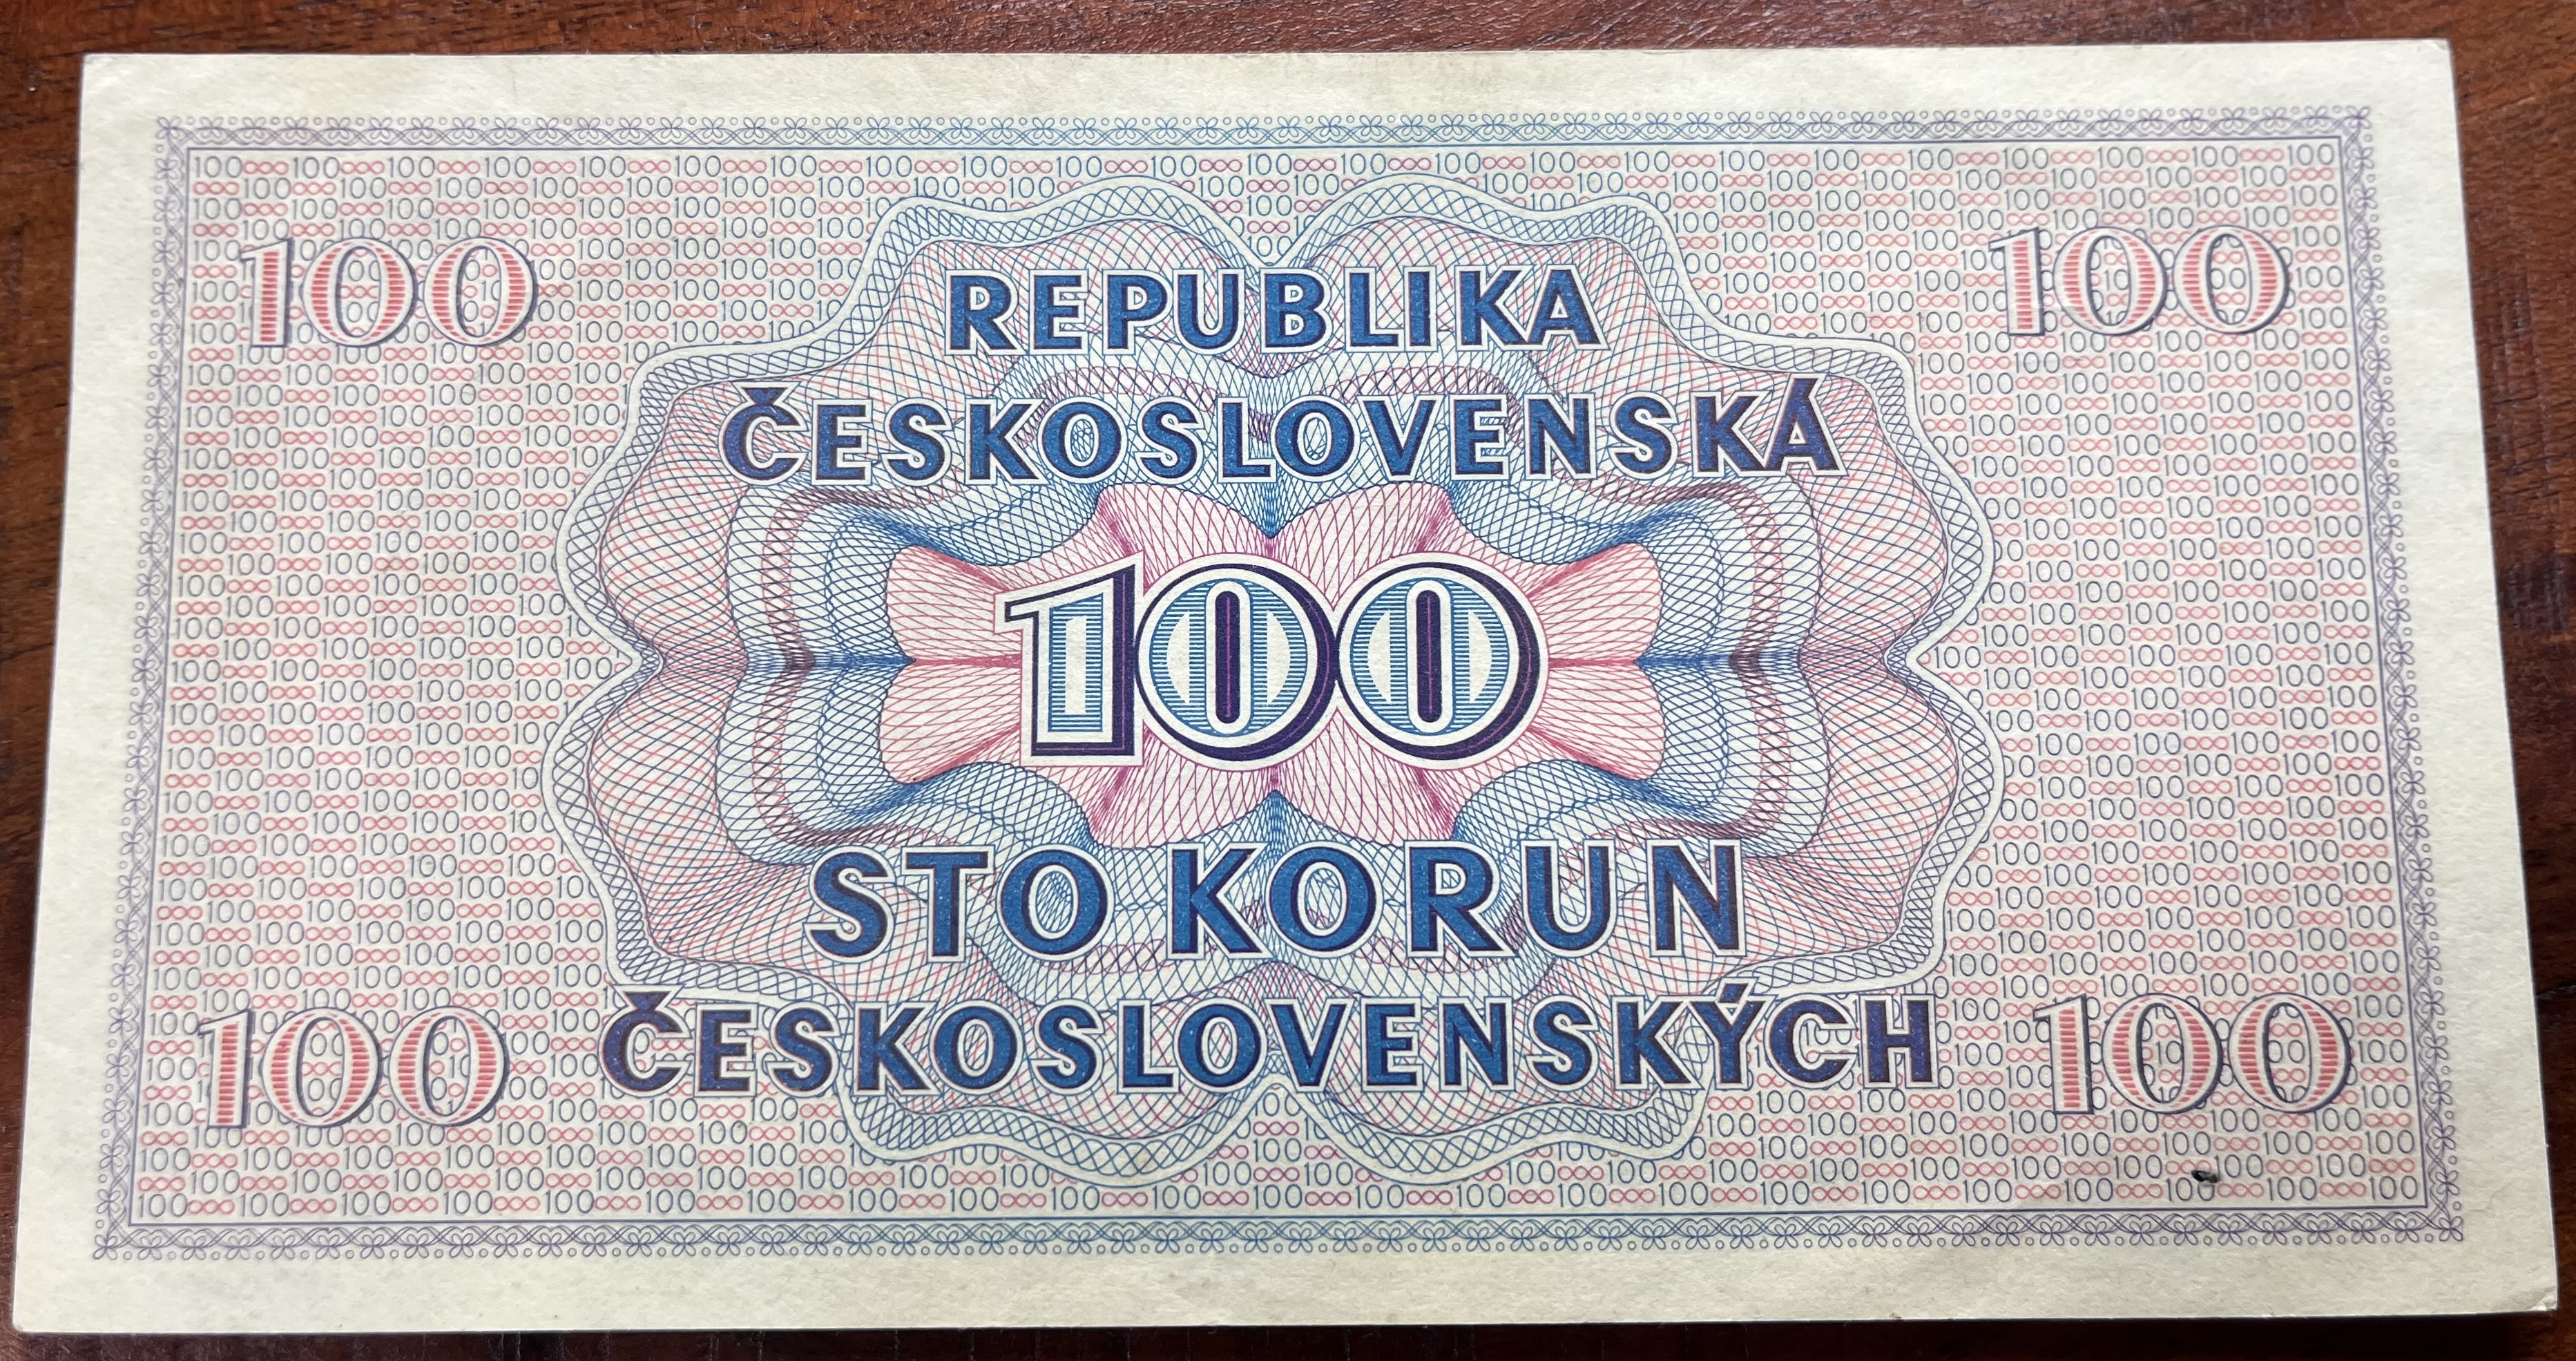 100 100
REPUBLIKA
ČESKOSLOVENSKÁ
100
STO KORUN
ČESKOSLOVENSKÝCH
100 100